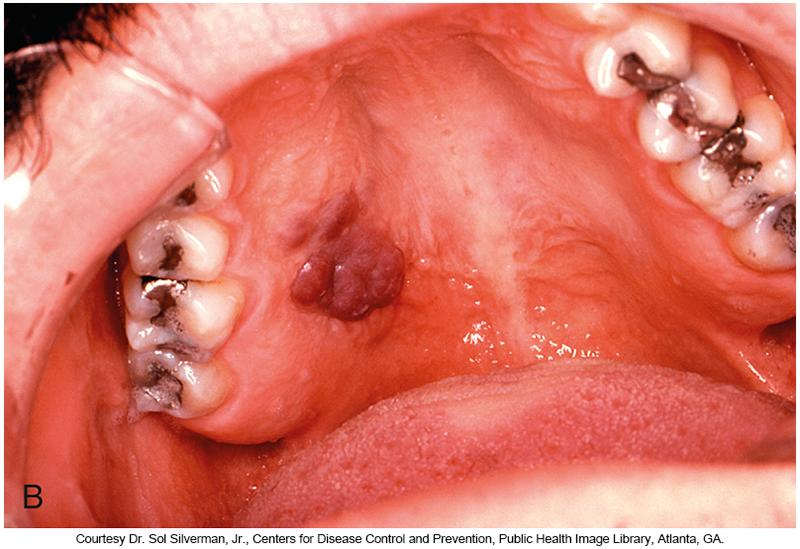 B
Courtesy Dr. Sol Silverman, Jr., Centers for Disease Control and Prevention, Public Health Image Library, Atlanta, GA.